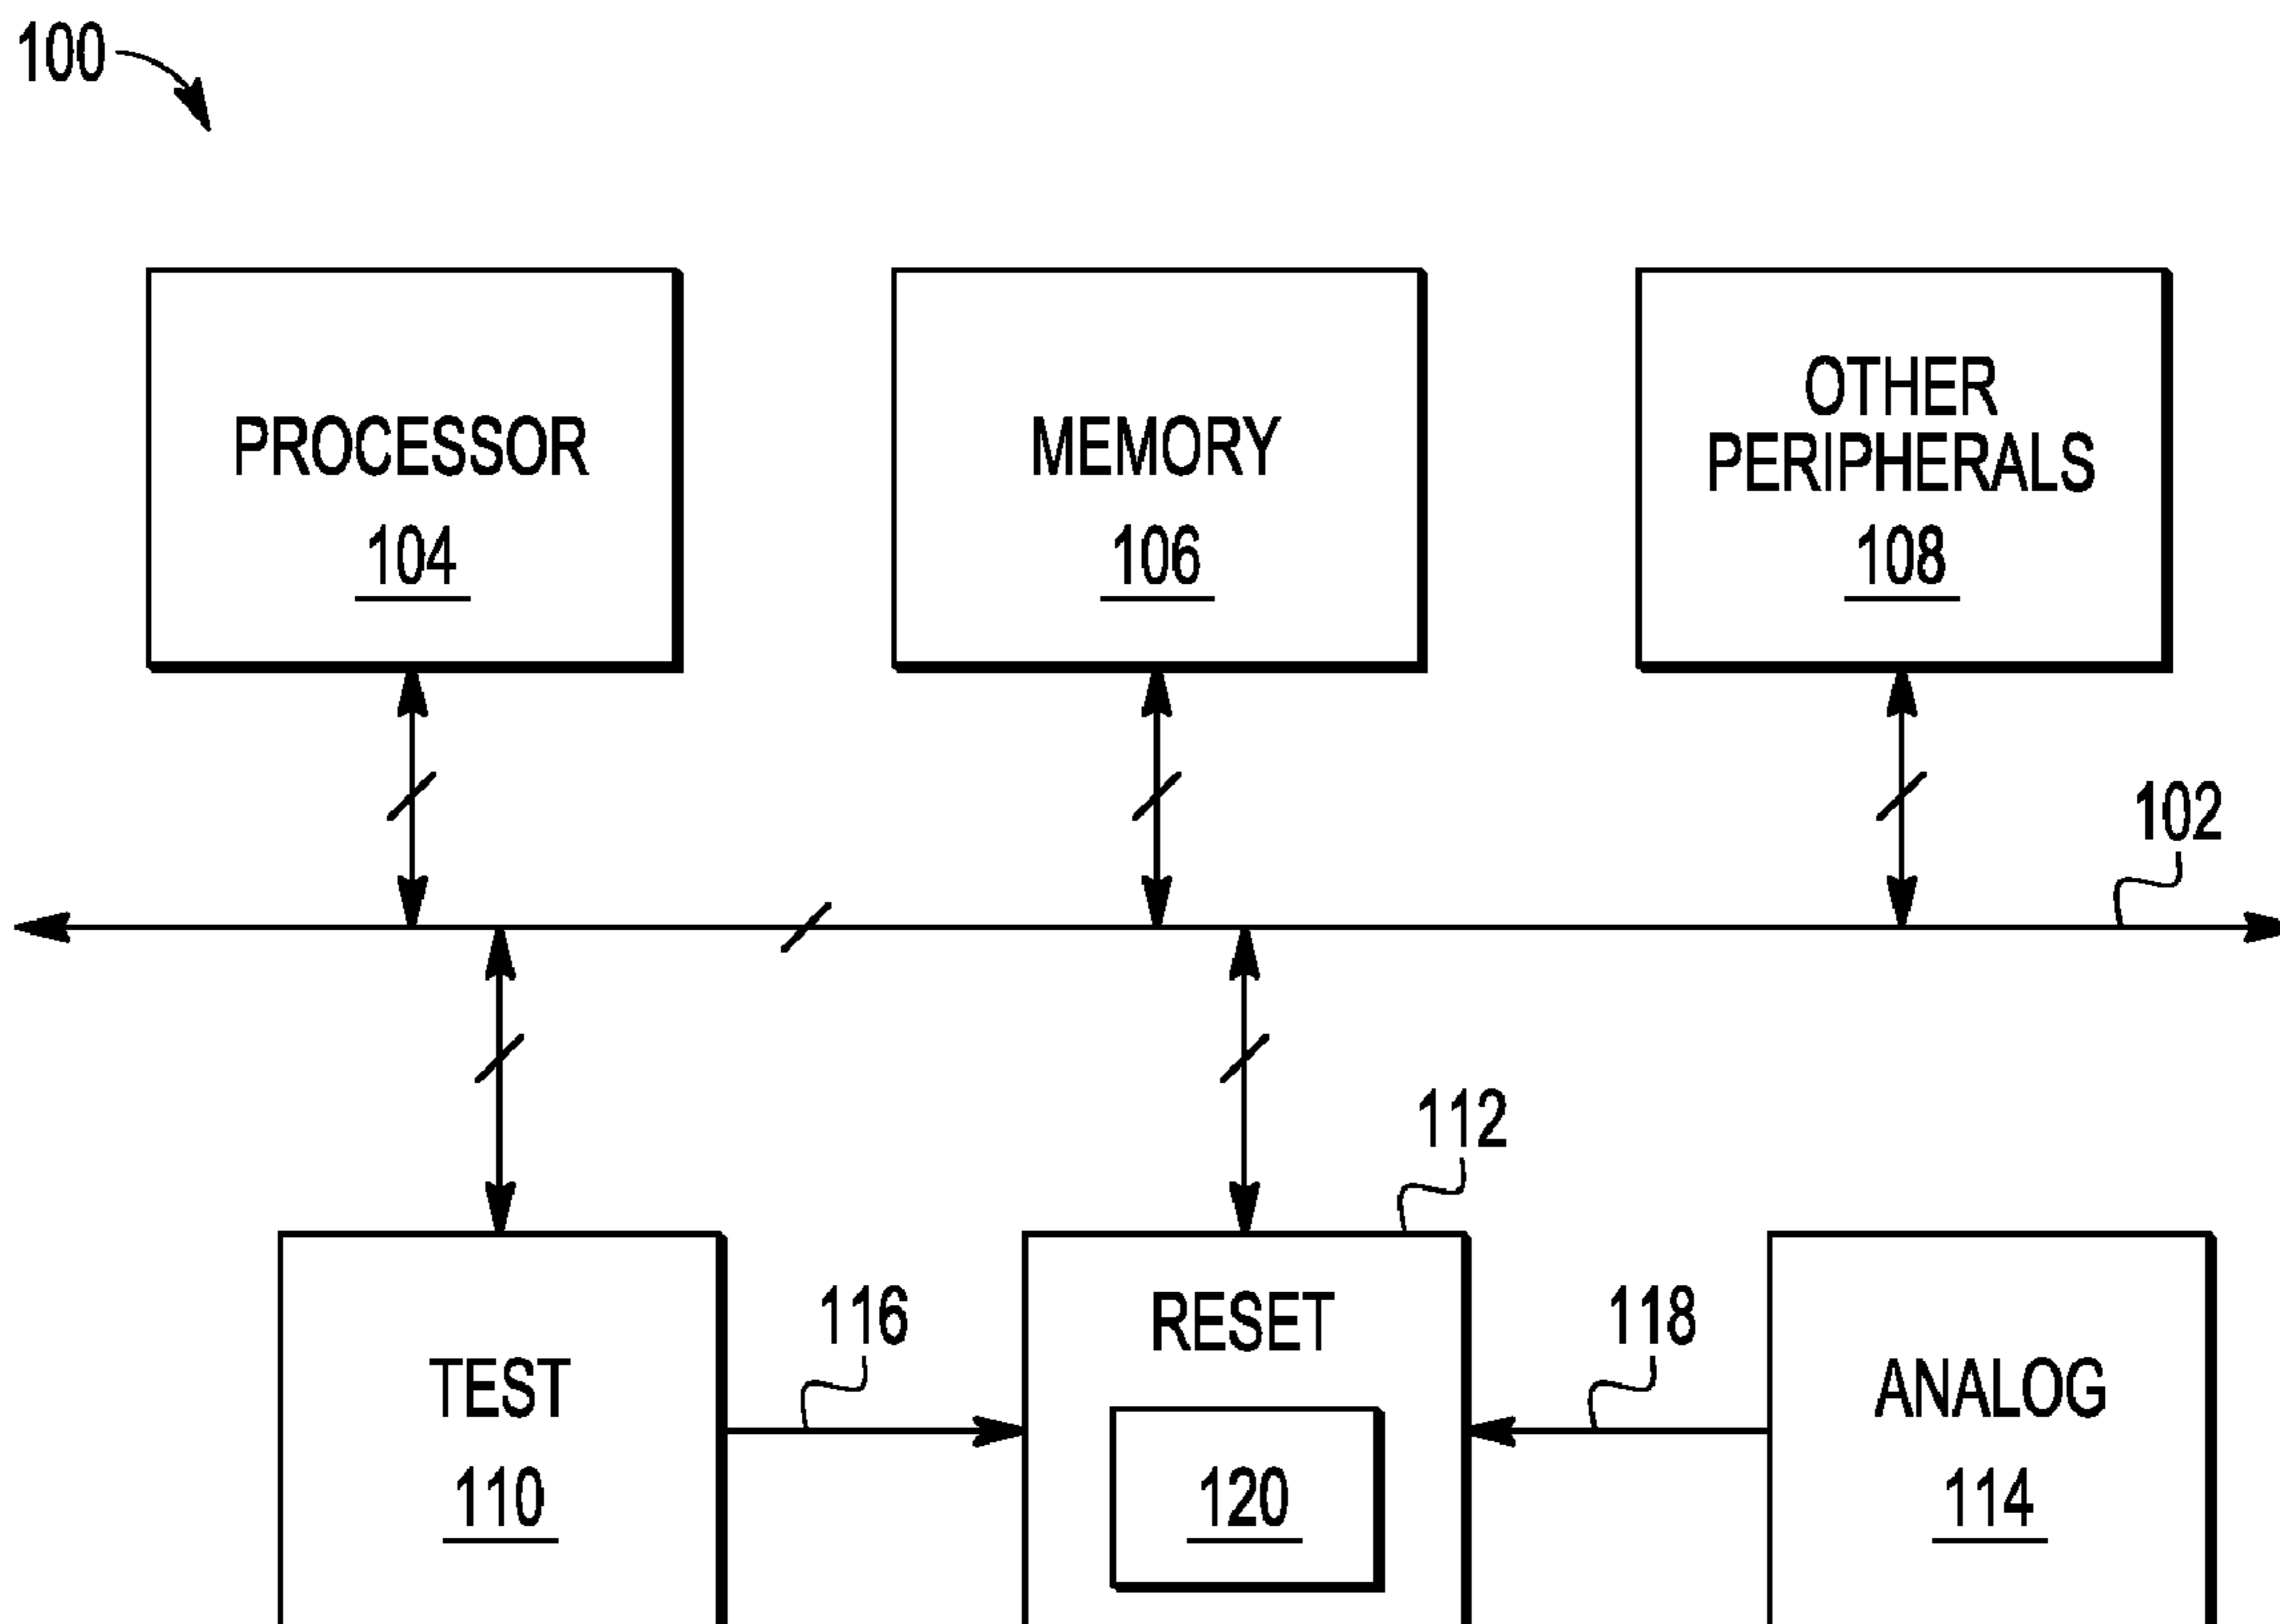 100
PROCESSOR
104
MEMORY
106
OTHER
PERIPHERALS
108
102
112
TEST
110
116
RESET
120
118
ANALOG
114